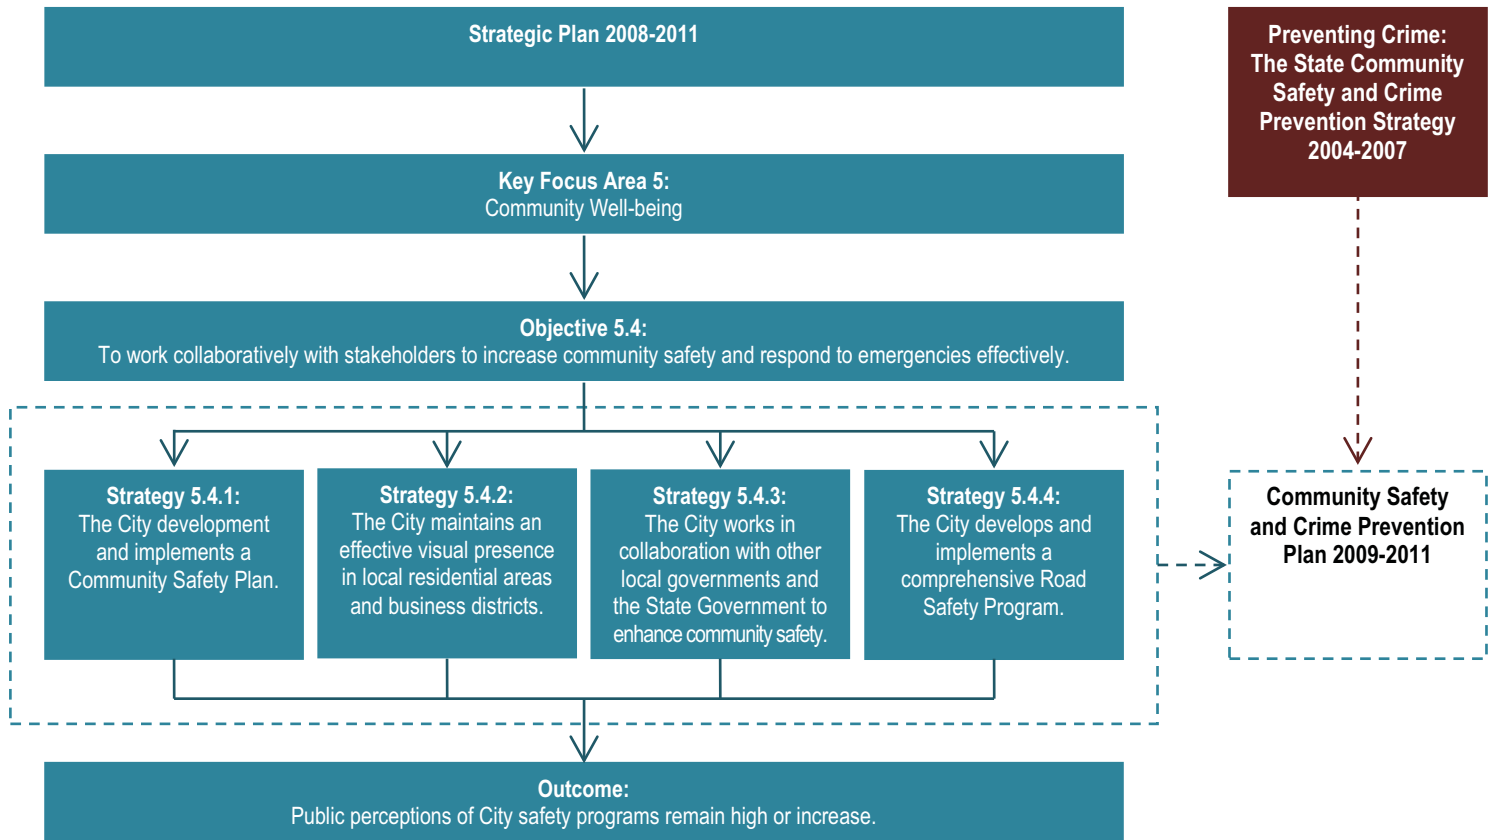 Strategic Plan 2008-2011
Preventing Crime:
The State Community
Safety and Crime
Prevention Strategy
2004-2007
Key Focus Area 5:
Community Well-being
Objective 5.4:
To work collaboratively with stakeholders to increase community safety and respond to emergencies effectively.
Strategy 5.4.1:
The City development
and implements a
Community Safety Plan.
Strategy 5.4.2:
The City maintains an
effective visual presence
in local residential areas
and business districts.
Strategy 5.4.3:
The City works in
collaboration with other
local governments and
the State Government to
enhance community safety.
Strategy 5.4.4:
The City develops and
implements a
comprehensive Road
Safety Program.
Community Safety
and Crime Prevention
Plan 2009-2011
Outcome:
Public perceptions of City safety programs remain high or increase.